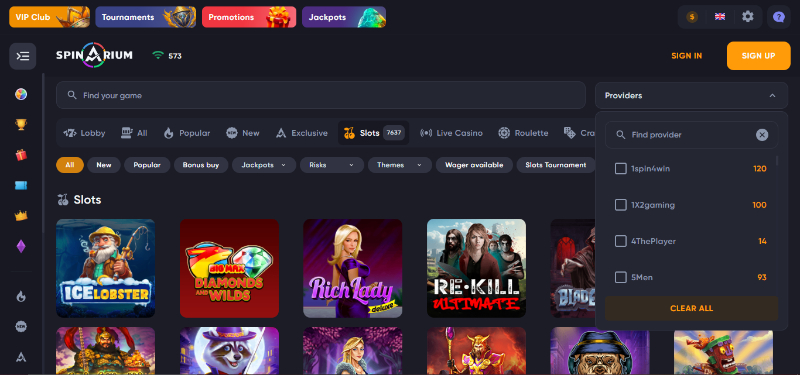 VIP Club Tournaments Promotions Jackpots
SPINARIUM 573 SIGN IN SIGN UP
Find your game Providers
Lobby All Popular New Exclusive Slots 7637 Live Casino Roulette Cra
Find provider
All New Popular Bonus buy Jackpots Risks Themes Wager available Slots Tournament
1spin4win 120
Slots
1X2gaming 100
4ThePlayer 14
5Men 93
ICE LOBSTER
BIG MAX
DIAMONDS
AND WILDS
Rich Lady
deluxe
RE-KILL
ULTIMATE
CLEAR ALL